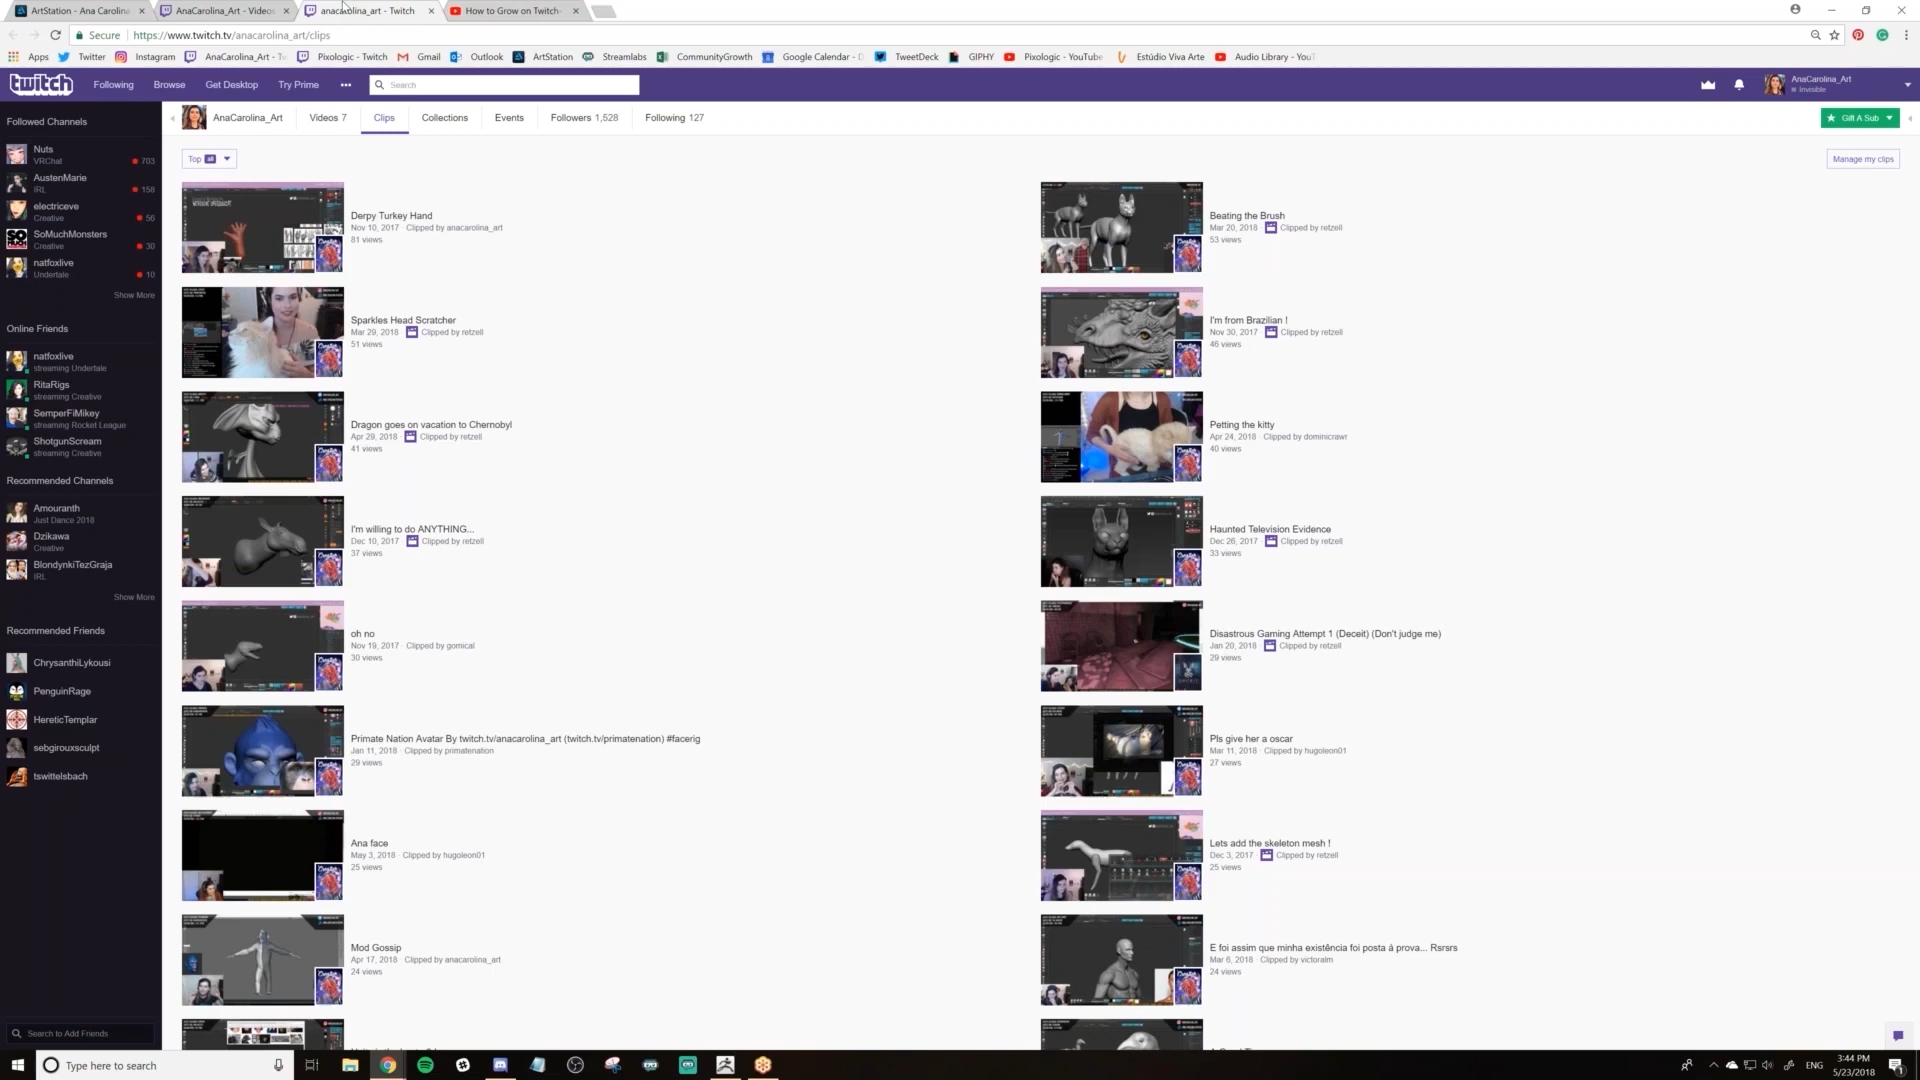 ArtStation - Ana Carolina
AnaCarolina_Art - Videos
anacarolina_art - Twitch
How to Grow on Twitch
Secure
https://www.twitch.tv/anacarolina_art/clips
Apps
Twitter
Instagram
AnaCarolina_Art - Tw
Pixologic - Twitch
Gmail
Outlook
ArtStation
Streamlabs
CommunityGrowth
Google Calendar - D
TweetDeck
GIPHY
Pixologic - YouTube
Estúdio Viva Arte
Audio Library - YouT
twitch
Following
Browse
Get Desktop
Try Prime
Search
AnaCarolina_Art
Invisible
Followed Channels
Nuts
VRChat 703
AustenMarie
IRL 158
electriceve
Creative 56
SoMuchMonsters
Creative 30
natfoxlive
Undertale 10
Show More
Online Friends
natfoxlive
streaming Undertale
RitaRigs
streaming Creative
SemperFiMikey
streaming Rocket League
ShotgunScream
streaming Creative
Recommended Channels
Amouranth
Just Dance 2018
Dzikawa
Creative
BlondynkiTezGraja
IRL
Show More
Recommended Friends
ChrysanthiLykousi
PenguinRage
HereticTemplar
sebgirouxsculpt
tswittelsbach
Search to Add Friends
AnaCarolina_Art
Videos 7
Clips
Collections
Events
Followers 1,528
Following 127
Gift A Sub
Top all
Manage my clips
Derpy Turkey Hand
Nov 10, 2017 · Clipped by anacarolina_art
81 views
Beating the Brush
Mar 20, 2018 · Clipped by retzell
53 views
Sparkles Head Scratcher
Mar 29, 2018 · Clipped by retzell
51 views
I'm from Brazilian !
Nov 30, 2017 · Clipped by retzell
46 views
Dragon goes on vacation to Chernobyl
Apr 29, 2018 · Clipped by retzell
41 views
Petting the kitty
Apr 24, 2018 · Clipped by dominicrawr
40 views
I'm willing to do ANYTHING...
Dec 10, 2017 · Clipped by retzell
37 views
Haunted Television Evidence
Dec 26, 2017 · Clipped by retzell
33 views
oh no
Nov 19, 2017 · Clipped by gomical
30 views
Disastrous Gaming Attempt 1 (Deceit) (Don't judge me)
Jan 20, 2018 · Clipped by retzell
29 views
Primate Nation Avatar By twitch.tv/anacarolina_art (twitch.tv/primatenation) #facerig
Jan 11, 2018 · Clipped by primatenation
29 views
Pls give her a oscar
Mar 11, 2018 · Clipped by hugoleon01
27 views
Ana face
May 3, 2018 · Clipped by hugoleon01
25 views
Lets add the skeleton mesh !
Dec 3, 2017 · Clipped by retzell
25 views
Mod Gossip
Apr 17, 2018 · Clipped by anacarolina_art
24 views
E foi assim que minha existência foi posta á prova... Rsrsrs
Mar 6, 2018 · Clipped by victoralm
24 views
Type here to search
ENG
3:44 PM
5/23/2018